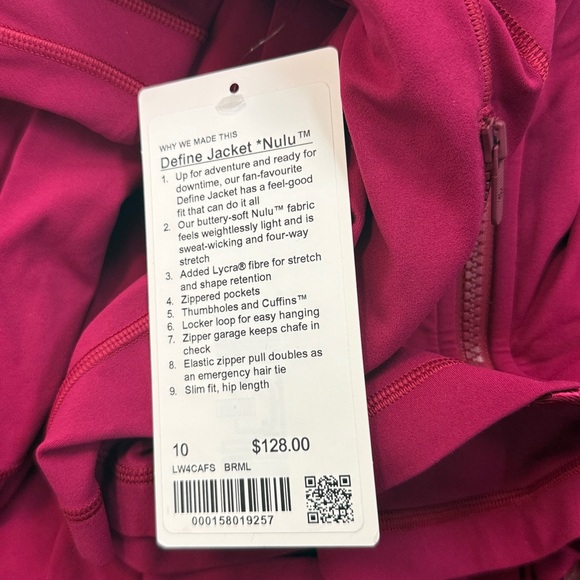 WHY WE MADE THIS
Define Jacket *Nulu™
1. Up for adventure and ready for
downtime, our fan-favourite
Define Jacket has a feel-good
fit that can do it all
2. Our buttery-soft Nulu™ fabric
feels weightlessly light and is
sweat-wicking and four-way
stretch
3. Added Lycra® fibre for stretch
and shape retention
4. Zippered pockets
5. Thumbholes and Cuffins™
6. Locker loop for easy hanging
7. Zipper garage keeps chafe in
check
8. Elastic zipper pull doubles as
an emergency hair tie
9. Slim fit, hip length
10 $128.00
LW4CAFS BRML
000158019257